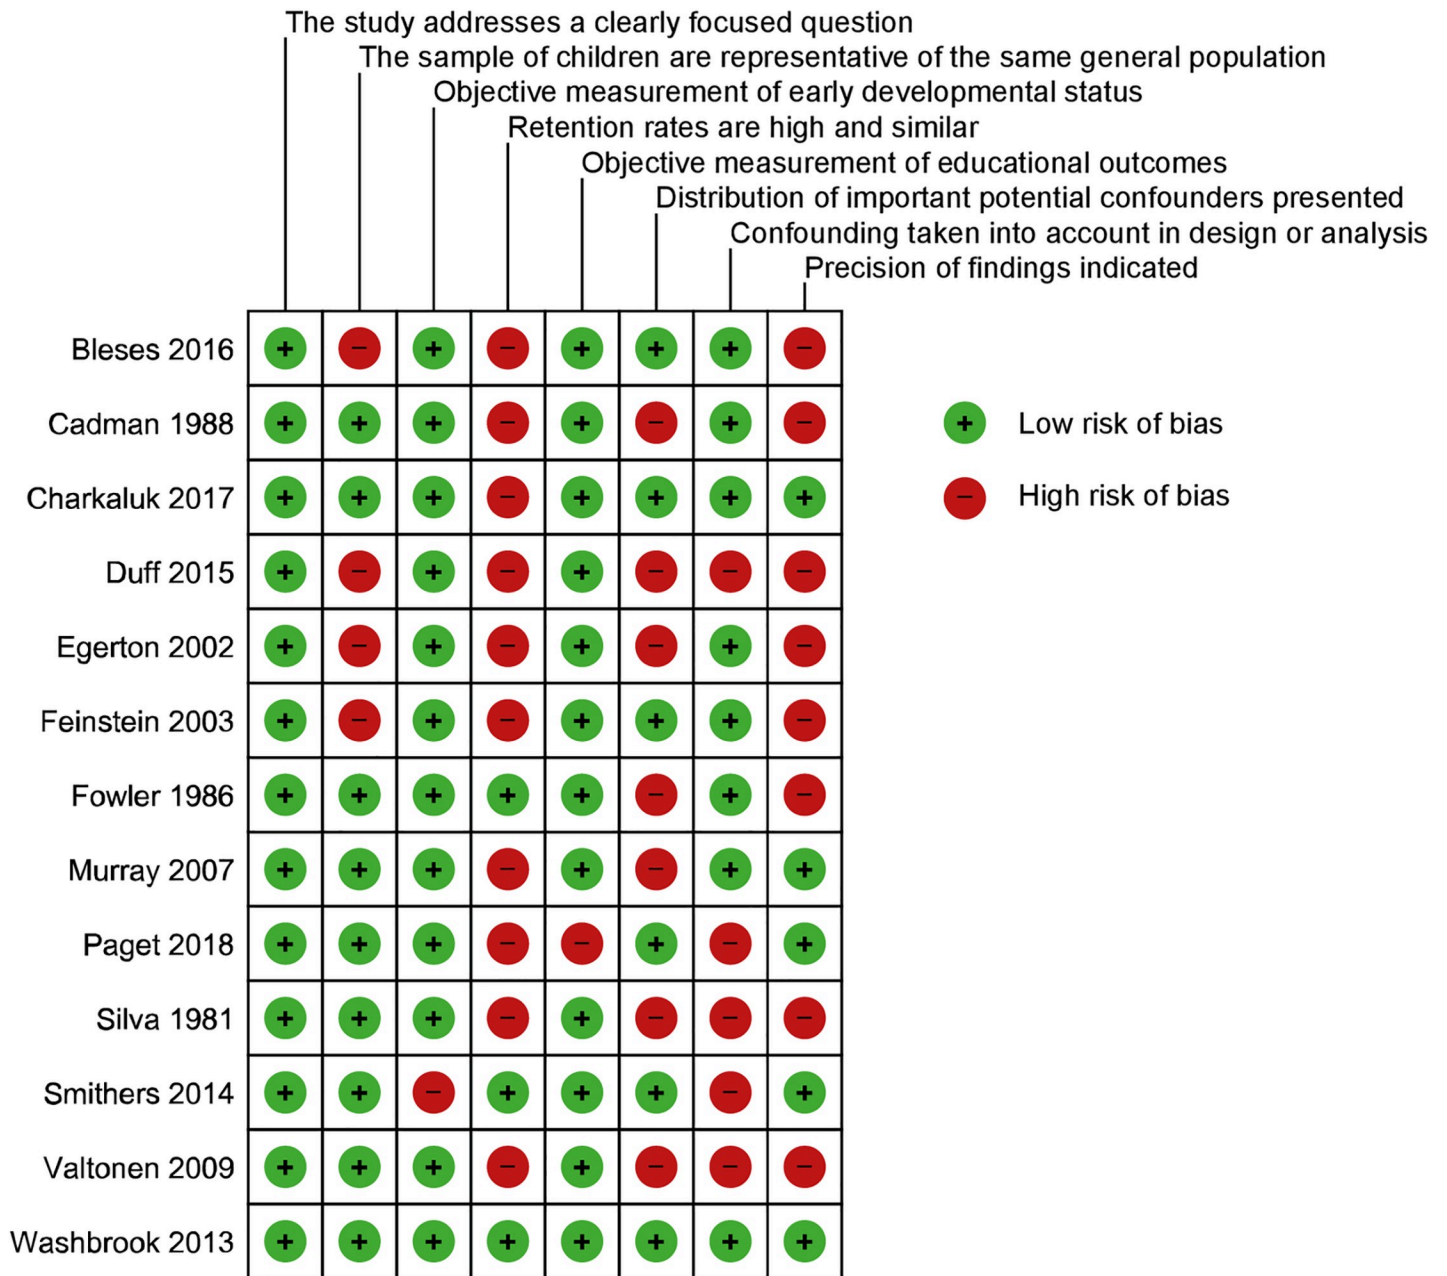 The study addresses a clearly focused question
The sample of children are representative of the same general population
Objective measurement of early developmental status
Retention rates are high and similar
Objective measurement of educational outcomes
Distribution of important potential confounders presented
Confounding taken into account in design or analysis
Precision of findings indicated
Bleses 2016 + − + − + + + −
Cadman 1988 + + + − + − + −
Charkaluk 2017 + + + − + + + +
Duff 2015 + − + − + − − −
Egerton 2002 + − + − + − + −
Feinstein 2003 + − + − + + + −
Fowler 1986 + + + + + − + −
Murray 2007 + + + − + − + +
Paget 2018 + + + − − + − +
Silva 1981 + + + − + − − −
Smithers 2014 + + − + + + − +
Valtonen 2009 + + + − + − − −
Washbrook 2013 + + + + + + + +
+ Low risk of bias
− High risk of bias